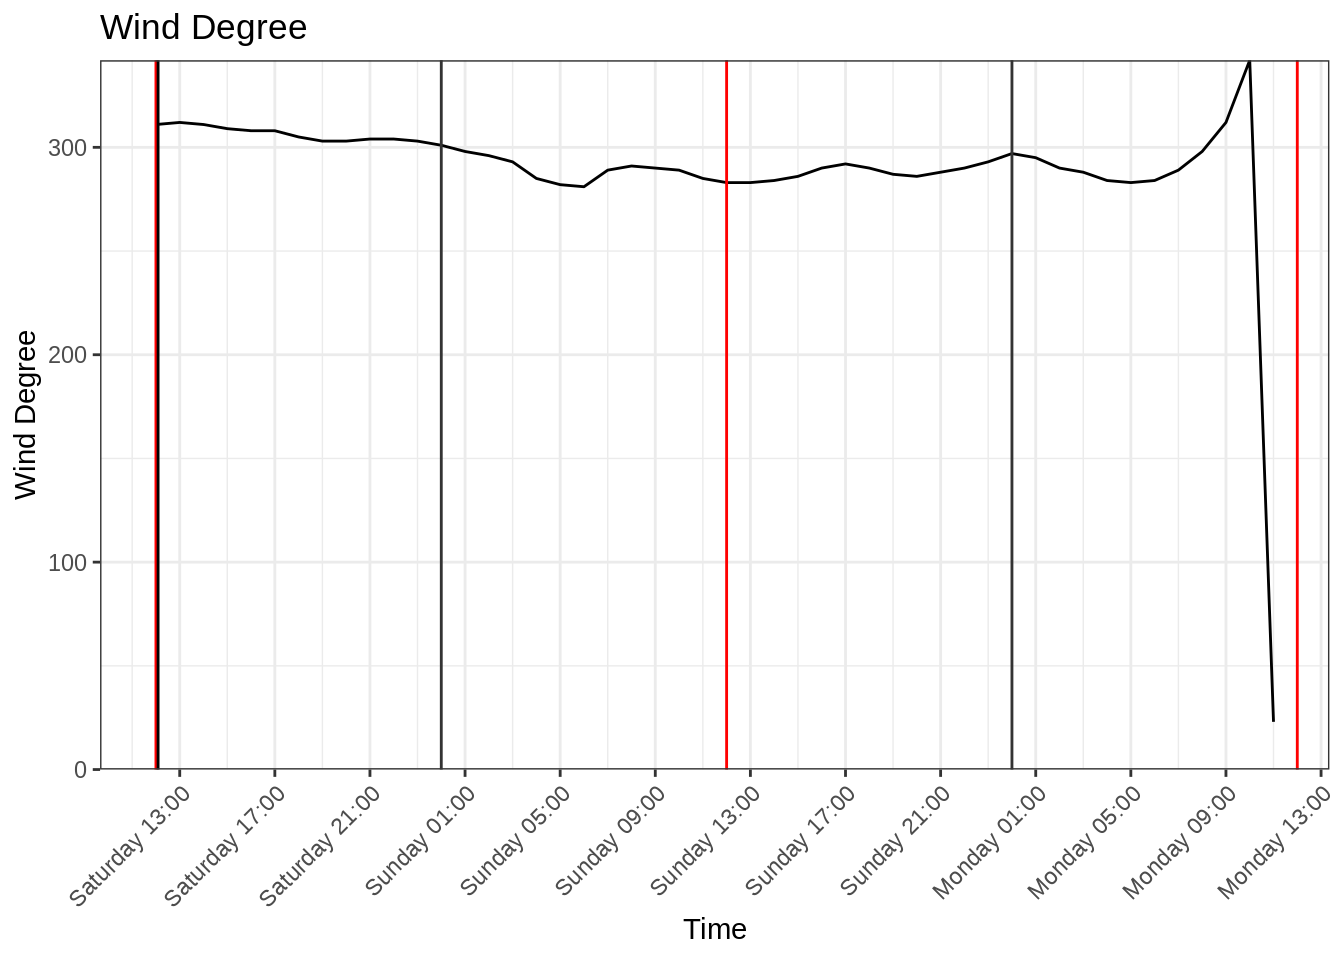 Wind Degree
Wind Degree
300
200
100
0
Saturday 13:00
Saturday 17:00
Saturday 21:00
Sunday 01:00
Sunday 05:00
Sunday 09:00
Sunday 13:00
Sunday 17:00
Sunday 21:00
Monday 01:00
Monday 05:00
Monday 09:00
Monday 13:00
Time